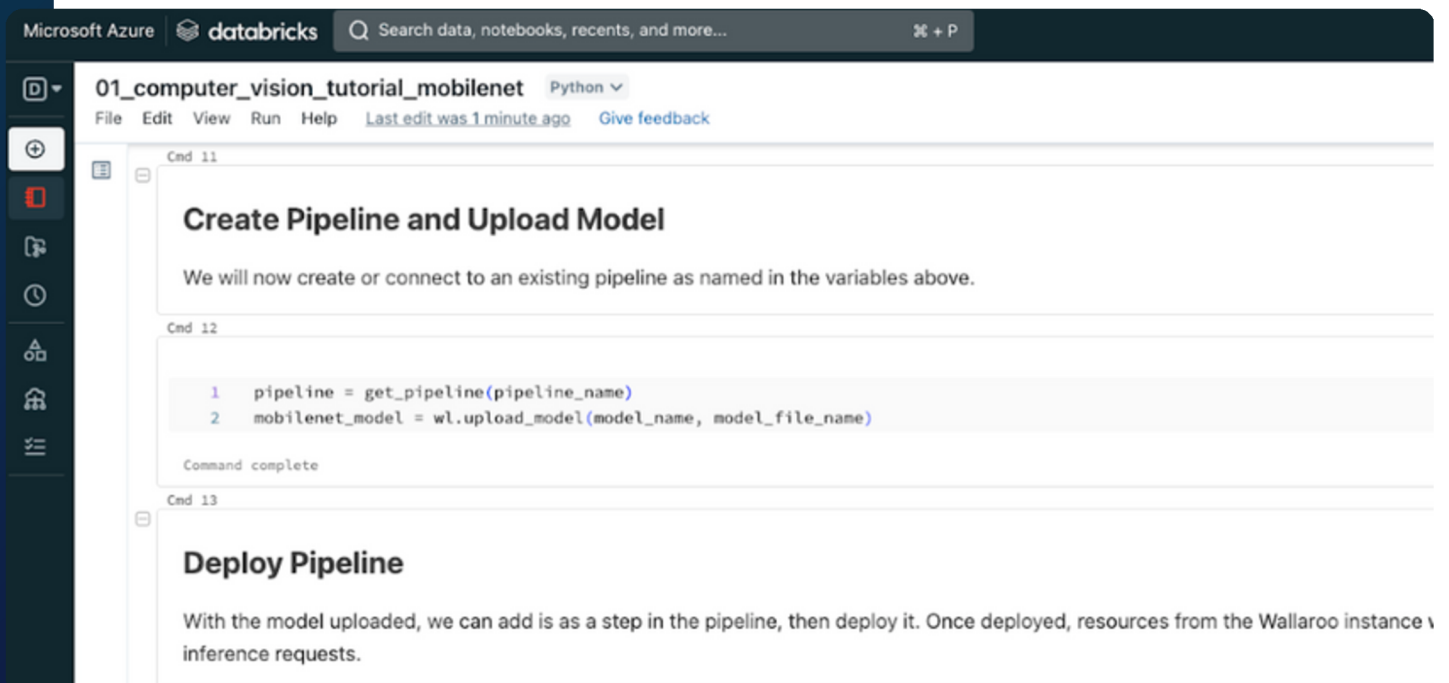 Microsoft Azure databricks Search data, notebooks, recents, and more... ⌘ + P
D 01_computer_vision_tutorial_mobilenet Python
File Edit View Run Help Last edit was 1 minute ago Give feedback
Cmd 11
Create Pipeline and Upload Model
We will now create or connect to an existing pipeline as named in the variables above.
Cmd 12
1 pipeline = get_pipeline(pipeline_name)
2 mobilenet_model = wl.upload_model(model_name, model_file_name)
Command complete
Cmd 13
Deploy Pipeline
With the model uploaded, we can add is as a step in the pipeline, then deploy it. Once deployed, resources from the Wallaroo instance
inference requests.